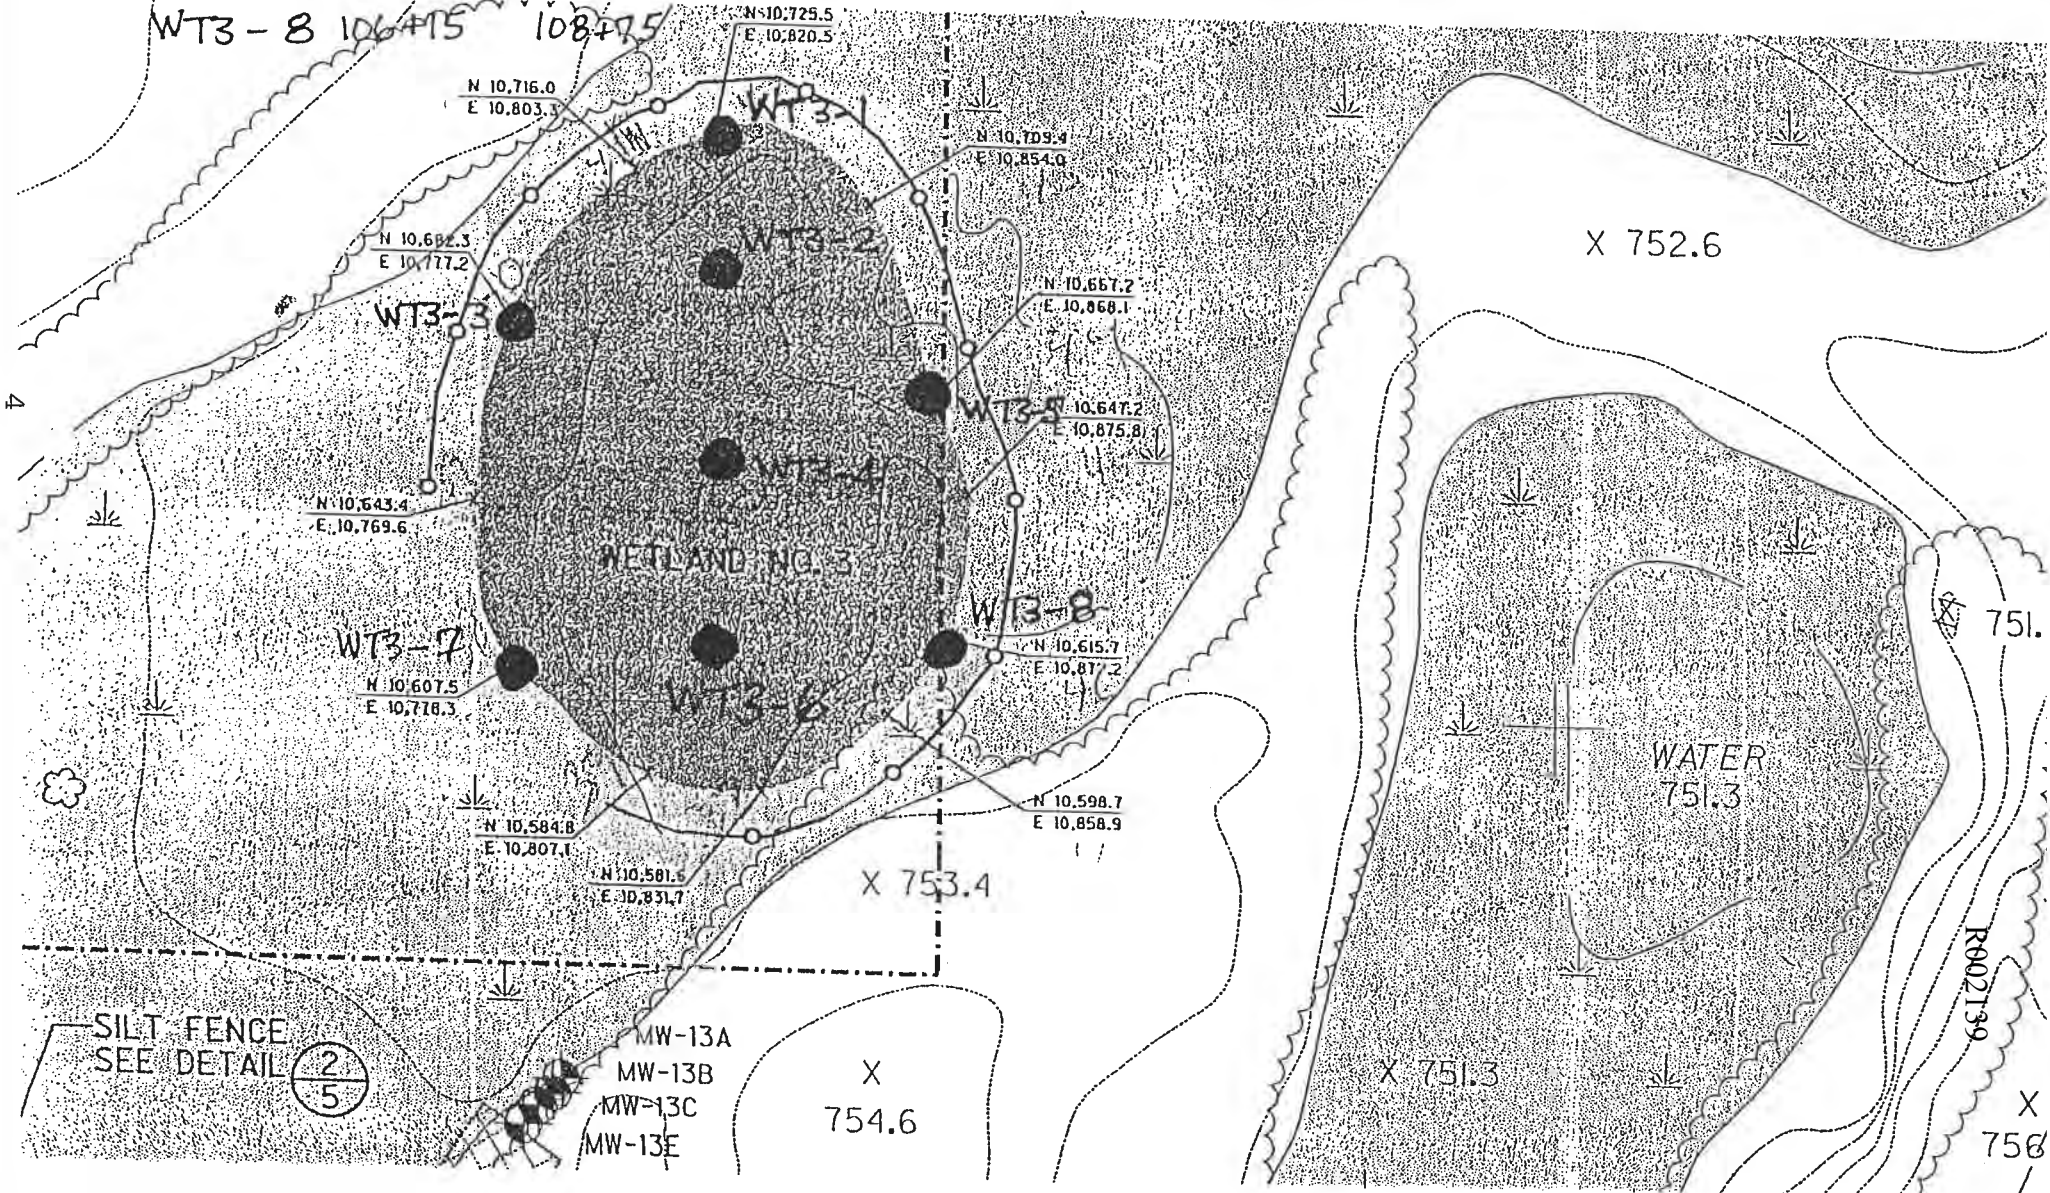 WT3-8 106+75 108+75
N 10,725.5
E 10,820.5
N 10,716.0
E 10,803.3
WT3-1
N 10,709.4
E 10,854.0
N 10,682.3
E 10,777.2
WT3-2
X 752.6
N 10,667.2
E 10,868.1
WT3-3
4
WT3-5
N 10,647.2
E 10,875.8
WT3-4
N 10,643.4
E 10,769.6
WETLAND NO. 3
WT3-8
751.
WT3-7
N 10,615.7
N 10,607.5
E 10,778.3
WT3-6
WATER
751.3
N 10,598.7
E 10,858.9
N 10,584.8
E 10,807.1
N 10,581.6
E 10,831.7
X 753.4
R002139
SILT FENCE
SEE DETAIL
2
5
MW-13A
MW-13B
MW-13C
MW-13E
X
754.6
X 751.3
X
756